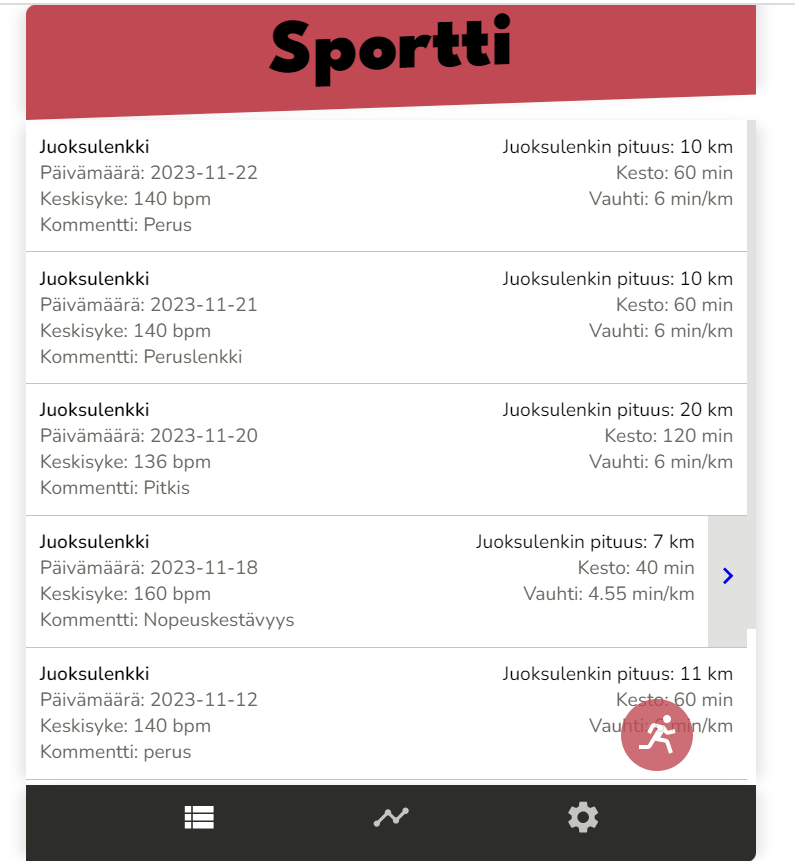 Sportti
Juoksulenkki
Juoksulenkin pituus: 10 km
Päivämäärä: 2023-11-22
Kesto: 60 min
Keskisyke: 140 bpm
Vauhti: 6 min/km
Kommentti: Perus
Juoksulenkki
Juoksulenkin pituus: 10 km
Päivämäärä: 2023-11-21
Kesto: 60 min
Keskisyke: 140 bpm
Vauhti: 6 min/km
Kommentti: Peruslenkki
Juoksulenkki
Juoksulenkin pituus: 20 km
Päivämäärä: 2023-11-20
Kesto: 120 min
Keskisyke: 136 bpm
Vauhti: 6 min/km
Kommentti: Pitkis
Juoksulenkki
Juoksulenkin pituus: 7 km
Päivämäärä: 2023-11-18
Kesto: 40 min
Keskisyke: 160 bpm
Vauhti: 4.55 min/km
Kommentti: Nopeuskestävyys
Juoksulenkki
Juoksulenkin pituus: 11 km
Päivämäärä: 2023-11-12
Kesto: 60 min
Keskisyke: 140 bpm
Vauhti: min/km
Kommentti: perus